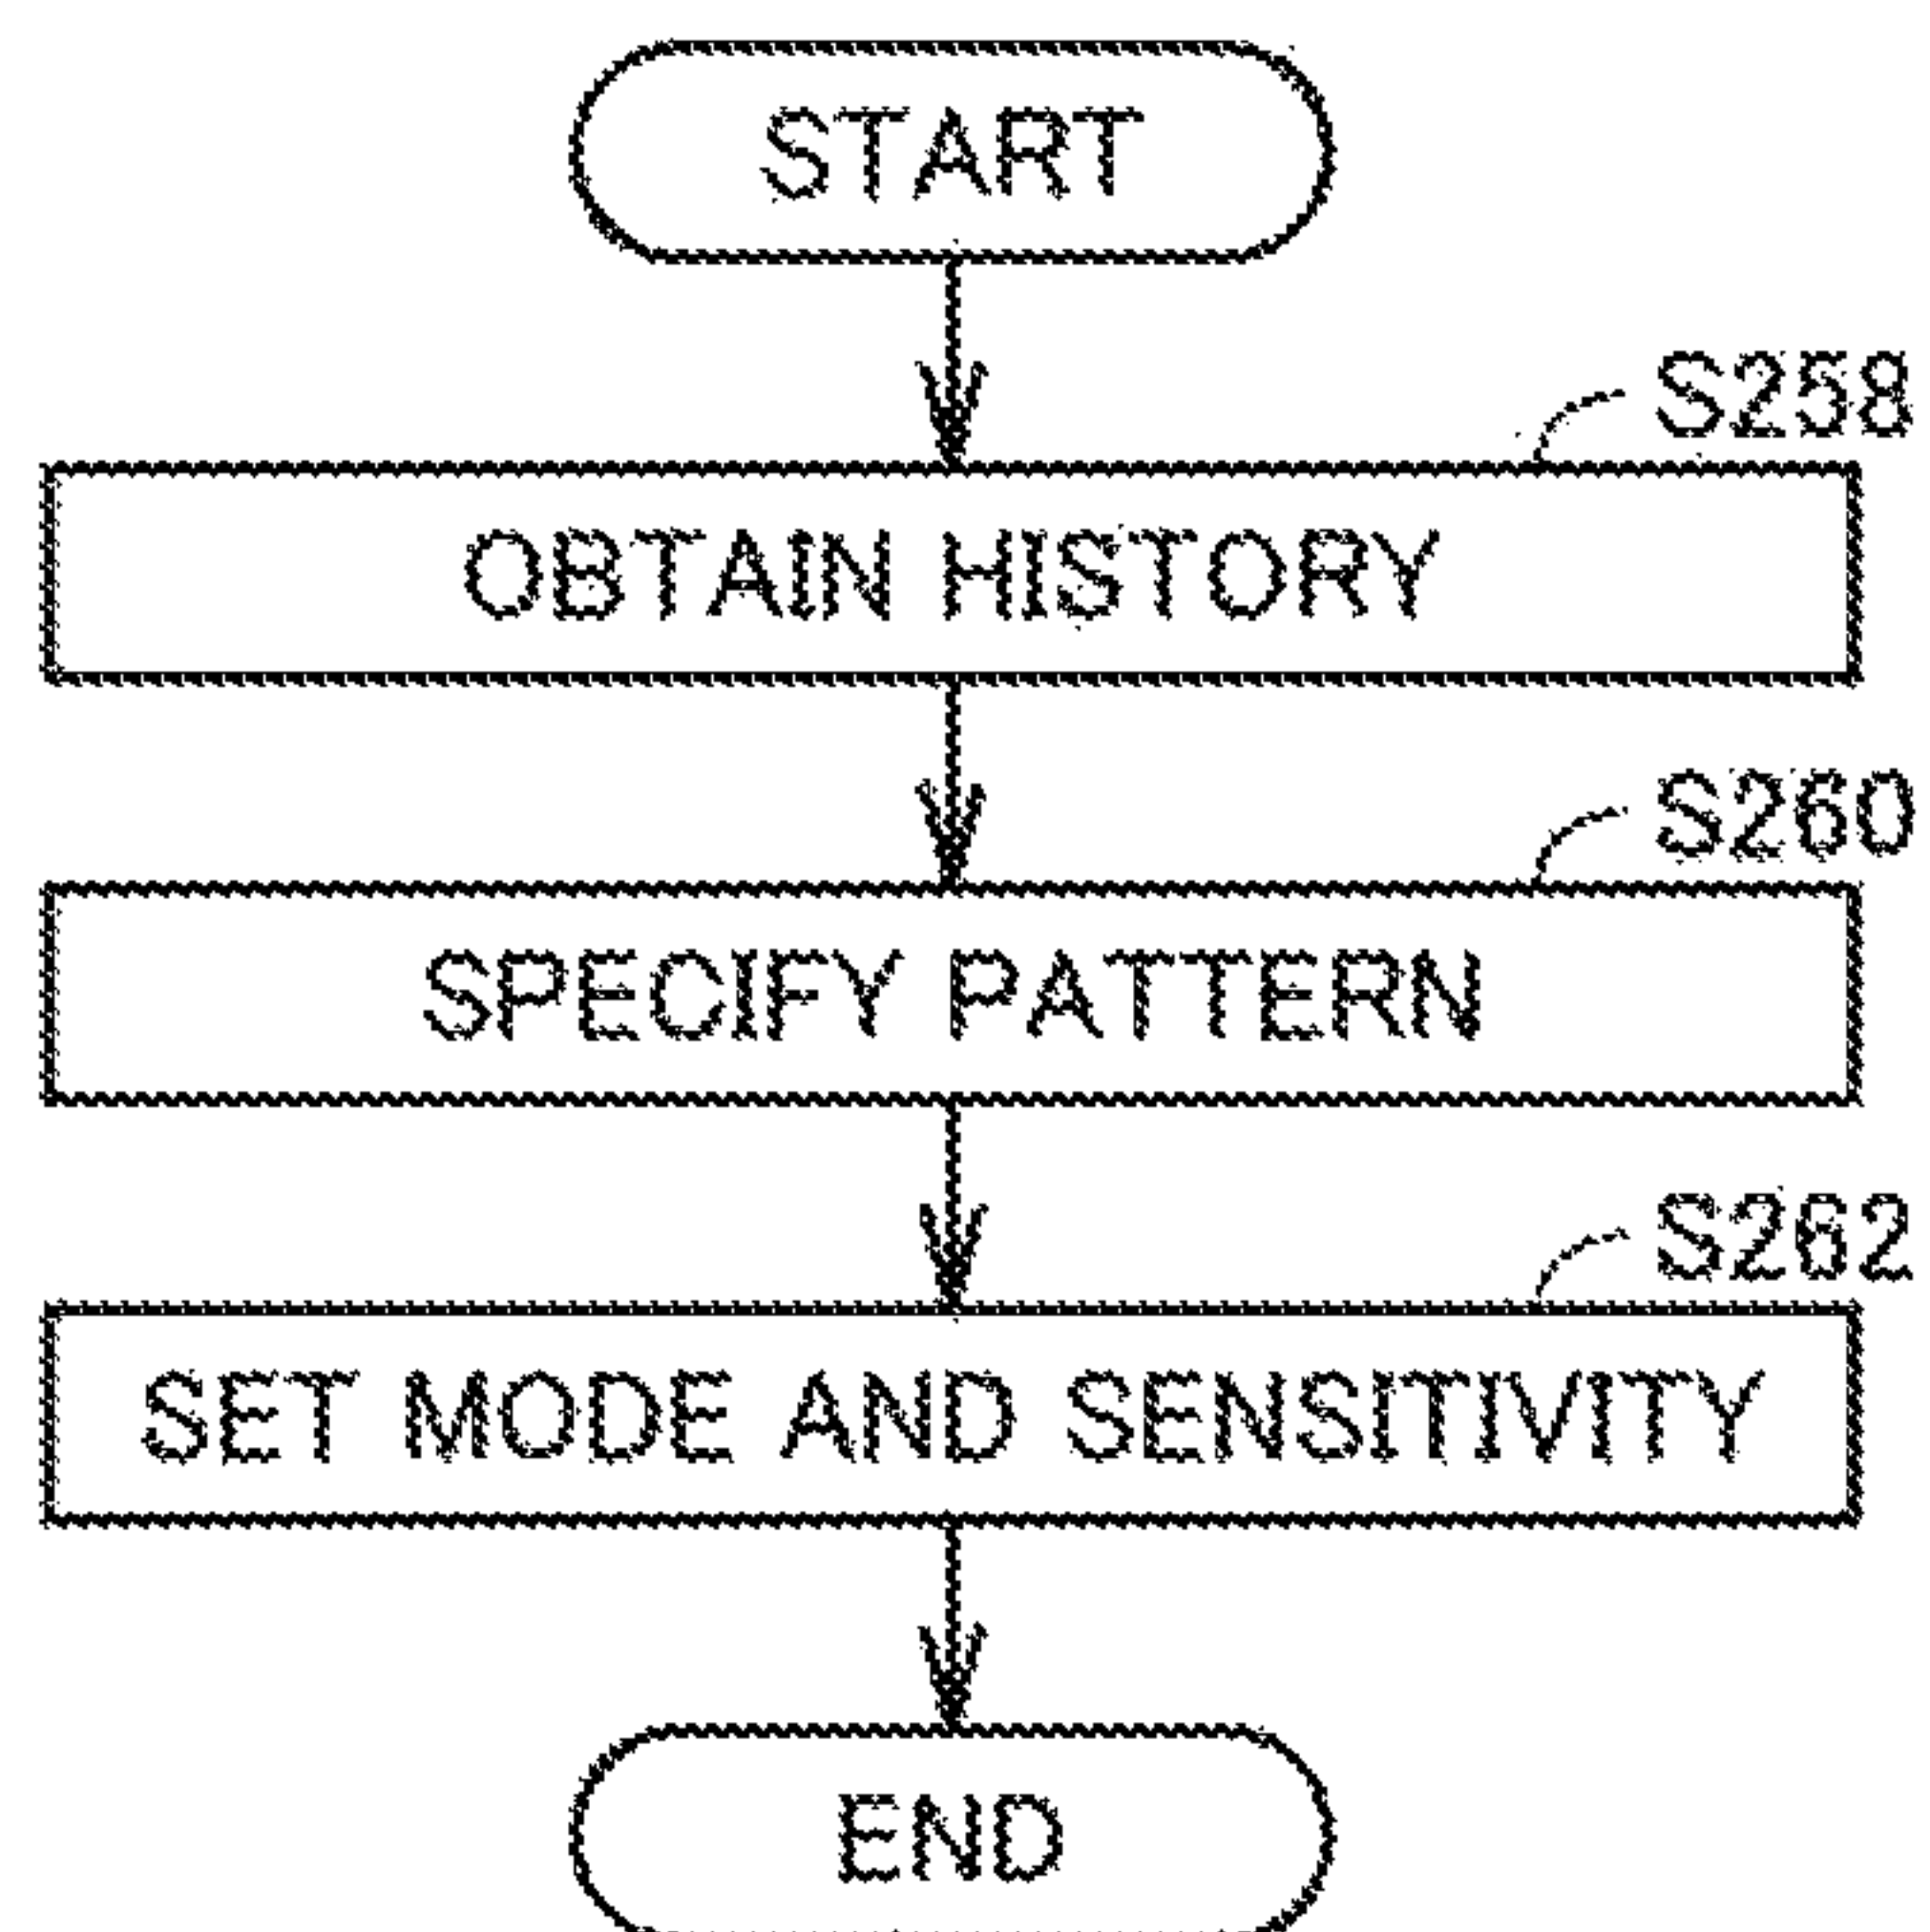 START
S258
OBTAIN HISTORY
S260
SPECIFY PATTERN
S262
SET MODE AND SENSITIVITY
END